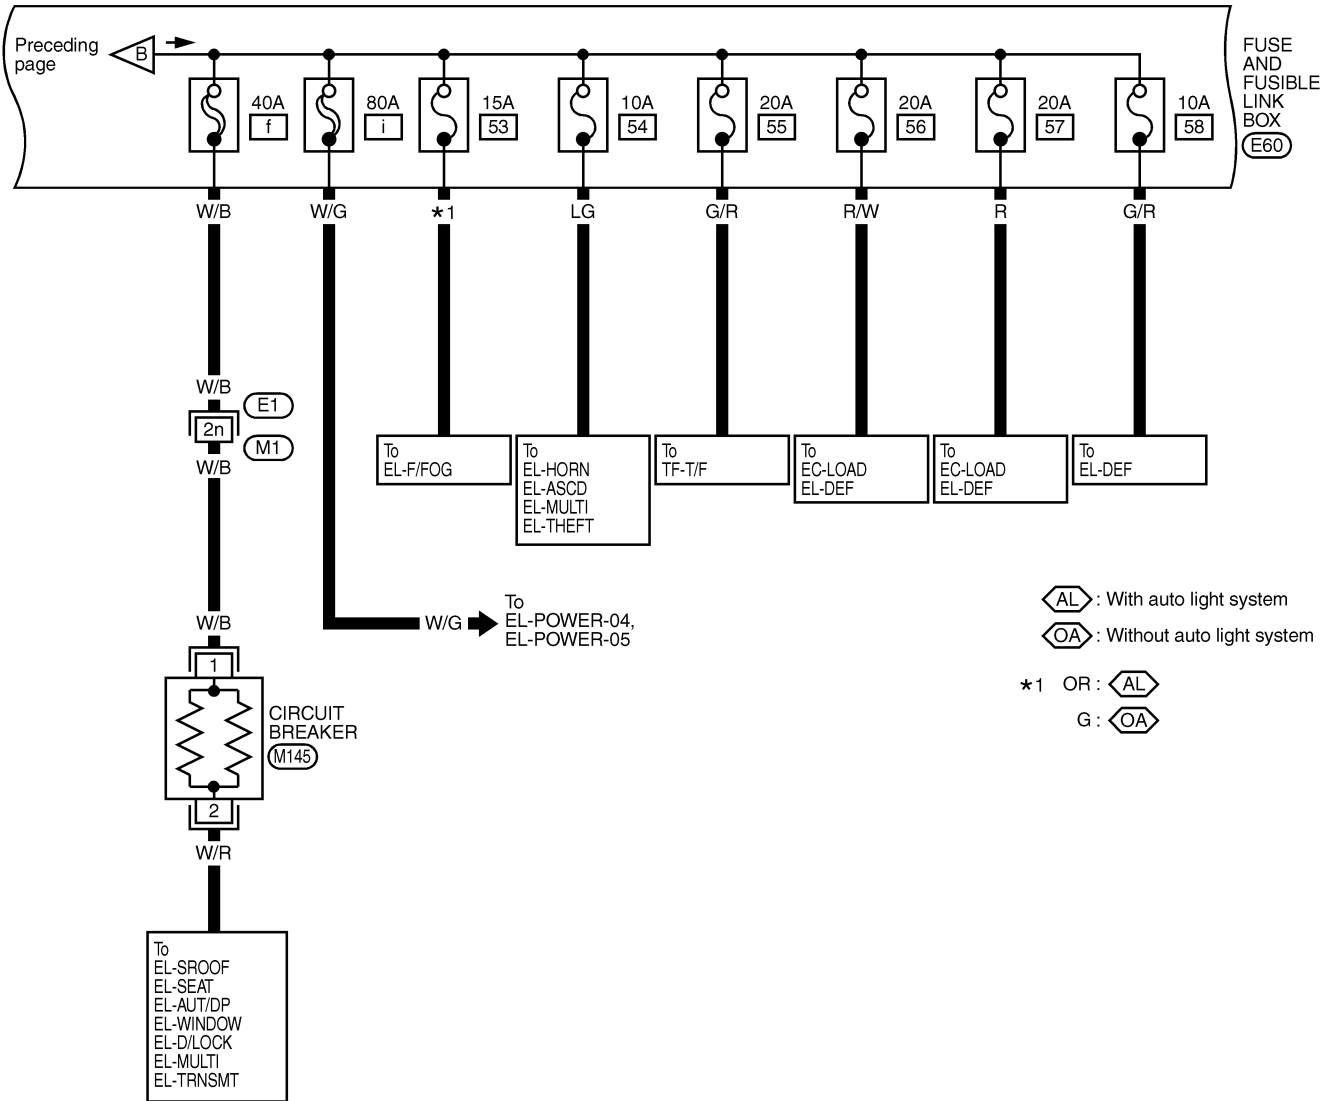 Preceding
page
B
40A
f
80A
i
15A
53
10A
54
20A
55
20A
56
20A
57
10A
58
FUSE
AND
FUSIBLE
LINK
BOX
E60
W/B
W/G
*1
LG
G/R
R/W
R
G/R
W/B
E1
2n
M1
W/B
To
EL-F/FOG
To
EL-HORN
EL-ASCD
EL-MULTI
EL-THEFT
To
TF-T/F
To
EC-LOAD
EL-DEF
To
EC-LOAD
EL-DEF
To
EL-DEF
W/G
To
EL-POWER-04,
EL-POWER-05
AL : With auto light system
OA : Without auto light system
*1 OR : AL
G : OA
W/B
1
CIRCUIT
BREAKER
M145
2
W/R
To
EL-SROOF
EL-SEAT
EL-AUT/DP
EL-WINDOW
EL-D/LOCK
EL-MULTI
EL-TRNSMT